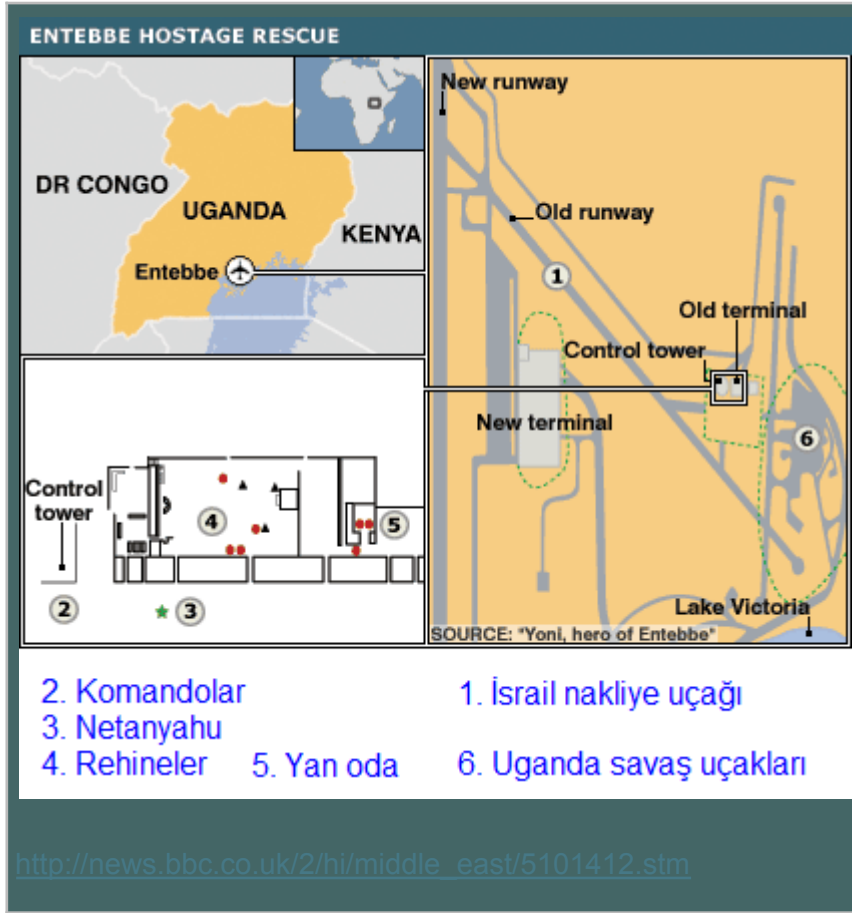 ENTEBBE HOSTAGE RESCUE
DR CONGO
UGANDA
KENYA
Entebbe
New runway
Old runway
1
Old terminal
Control tower
New terminal
6
Lake Victoria
SOURCE: "Yoni, hero of Entebbe"
Control
tower
4
5
2
3
2. Komandolar
3. Netanyahu
4. Rehineler
5. Yan oda
1. İsrail nakliye uçağı
6. Uganda savaş uçakları
http://news.bbc.co.uk/2/hi/middle_east/5101412.stm